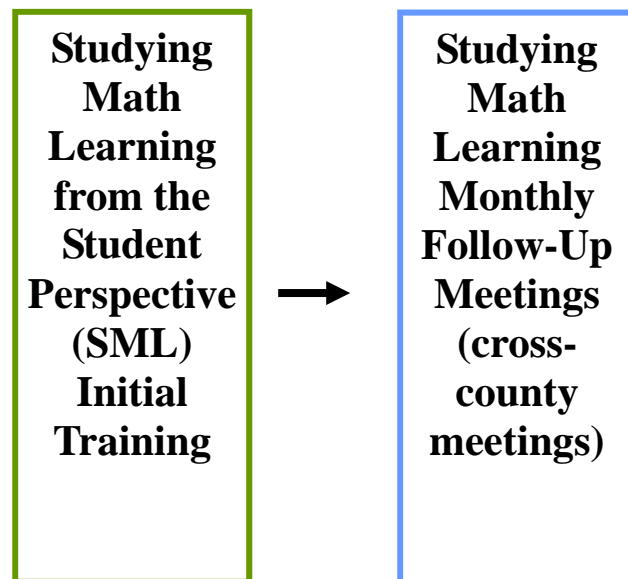 Studying
Math
Learning
from the
Student
Perspective
(SML)
Initial
Training
Studying
Math
Learning
Monthly
Follow-Up
Meetings
(cross-
county
meetings)